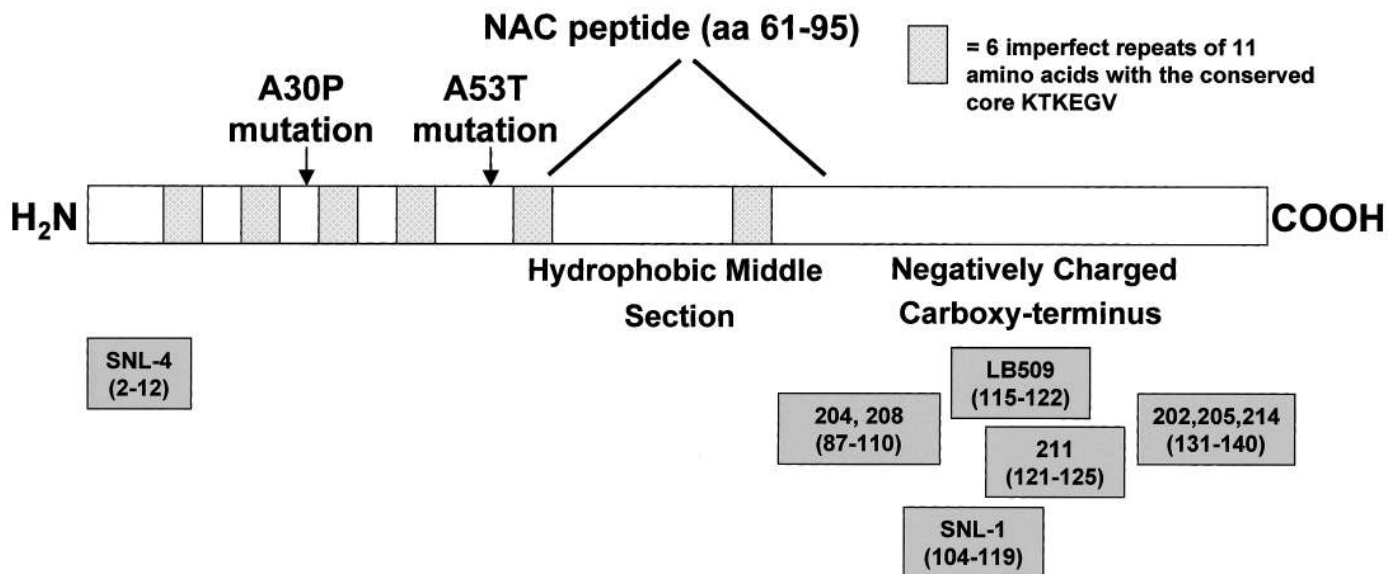 NAC peptide (aa 61-95)
= 6 imperfect repeats of 11
amino acids with the conserved
core KTKEGV
A30P
mutation
A53T
mutation
H₂N
COOH
Hydrophobic Middle
Section
Negatively Charged
Carboxy-terminus
SNL-4
(2-12)
LB509
(115-122)
204, 208
(87-110)
202,205,214
(131-140)
211
(121-125)
SNL-1
(104-119)